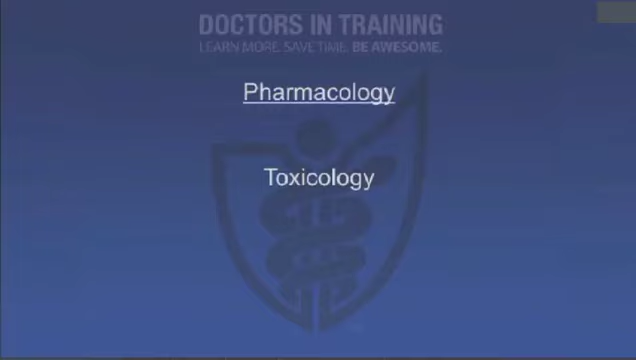 DOCTORS IN TRAINING
LEARN MORE. SAVE TIME. BE AWESOME.
Pharmacology
Toxicology